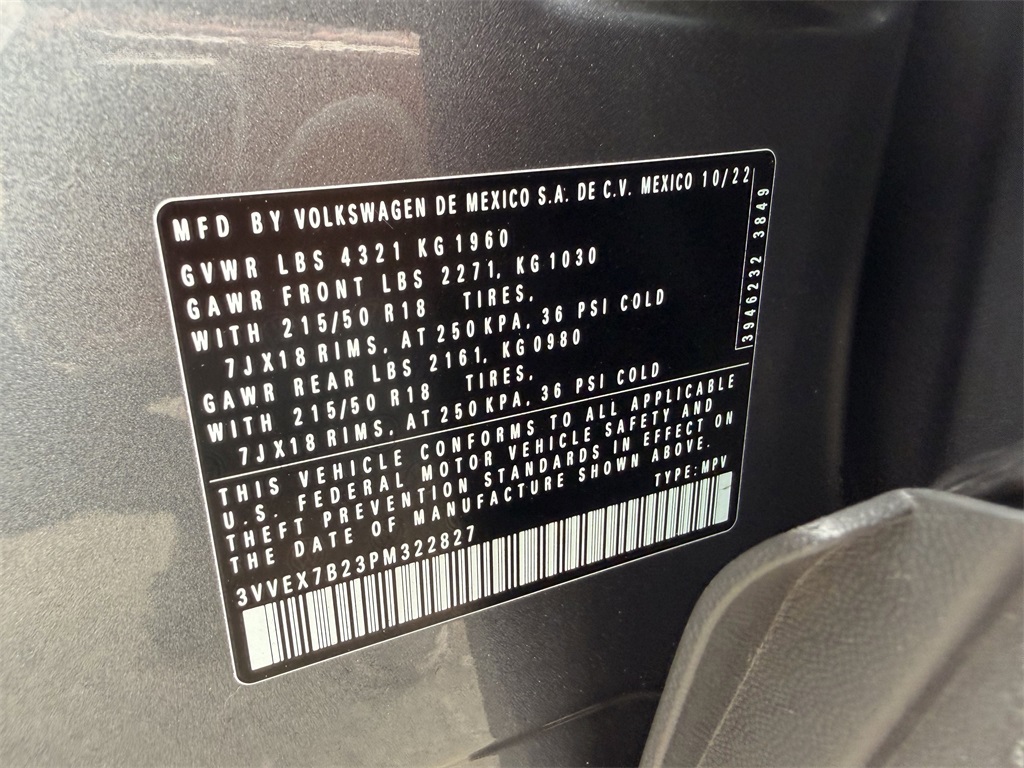 MFD BY VOLKSWAGEN DE MEXICO S.A. DE C.V. MEXICO 10/22
GVWR LBS 4321 KG 1960
GAWR FRONT LBS 2271, KG 1030
WITH 215/50 R18 TIRES,
7JX18 RIMS, AT 250 KPA, 36 PSI COLD
GAWR REAR LBS 2161, KG 0980
WITH 215/50 R18 TIRES,
7JX18 RIMS, AT 250 KPA, 36 PSI COLD
3946232 3849
THIS VEHICLE CONFORMS TO ALL APPLICABLE
U.S. FEDERAL MOTOR VEHICLE SAFETY AND
THEFT PREVENTION STANDARDS IN EFFECT ON
THE DATE OF MANUFACTURE SHOWN ABOVE.
TYPE: MPV
3VVEX7B23PM322827